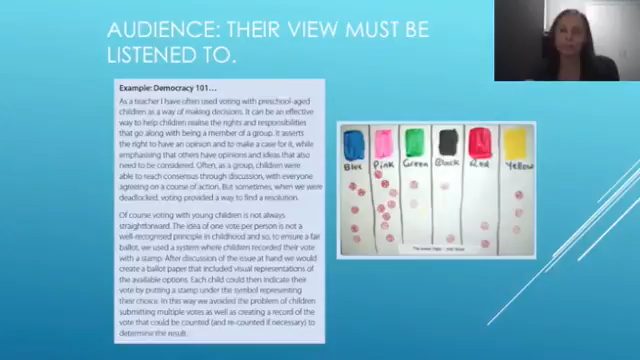 AUDIENCE: THEIR VIEW MUST BE
LISTENED TO.
Example: Democracy 101…
As a teacher I have often used voting with preschool-aged
children as a way of making decisions. It can be an effective
way to help children realise the rights and responsibilities
that go along with being a member of a group. It asserts
the right to have an opinion and to make a case for it, while
emphasising that others have opinions and ideas that also
need to be considered. Often, as a group, children were
able to reach consensus through discussion, with everyone
agreeing on a course of action. But sometimes, when we were
deadlocked, voting provided a way to find a resolution.
Of course voting with young children is not always
straightforward. The idea of one vote per person is not a
well-recognised principle in childhood and so, to ensure a fair
ballot, we used a system where children recorded their vote
with a stamp. After discussion of the issue at hand we would
create a ballot paper that included visual representations of
the available options. Each child could then indicate their
vote by putting a stamp under the symbol representing
their choice. In this way we avoided the problem of children
submitting multiple votes as well as creating a record of the
vote that could be counted (and re-counted if necessary) to
determine the result.
Blue Pink Green Black Red Yellow